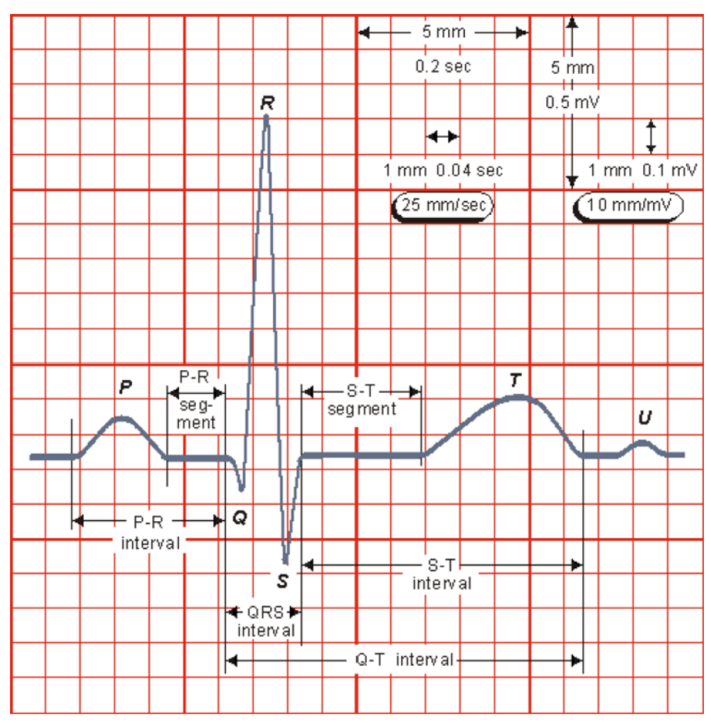 5 mm
0.2 sec
5 mm
0.5 mV
R
1 mm 0.04 sec
1 mm 0.1 mV
25 mm/sec
10 mm/mV
P
P-R
seg-
ment
S-T
segment
T
U
Q
P-R
interval
S
S-T
interval
QRS
interval
Q-T interval